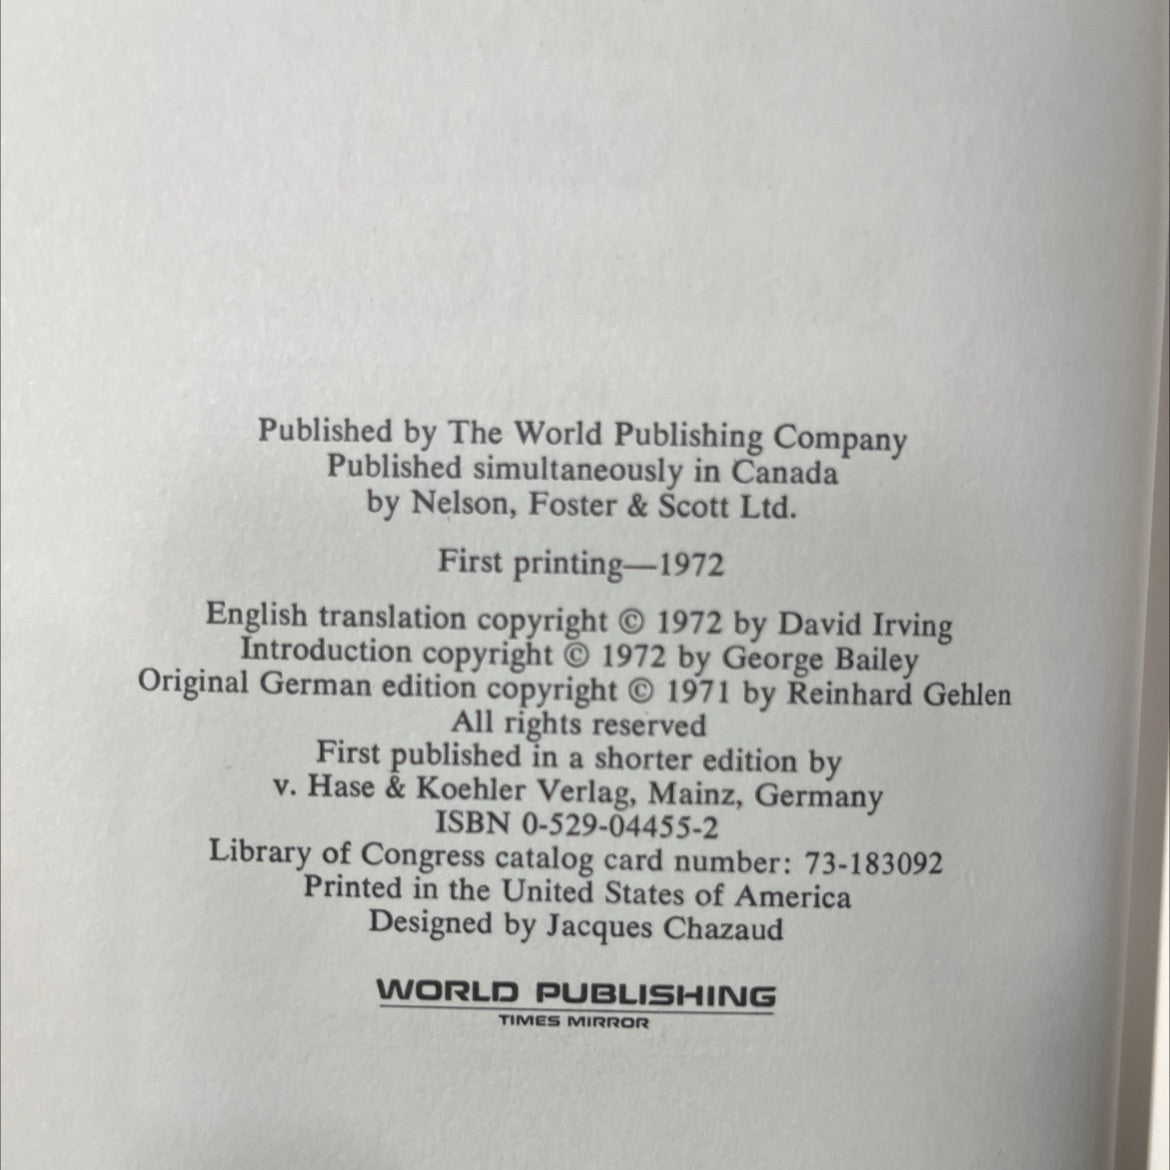 Published by The World Publishing Company
Published simultaneously in Canada
by Nelson, Foster & Scott Ltd.
First printing—1972
English translation copyright © 1972 by David Irving
Introduction copyright © 1972 by George Bailey
Original German edition copyright © 1971 by Reinhard Gehlen
All rights reserved
First published in a shorter edition by
v. Hase & Koehler Verlag, Mainz, Germany
ISBN 0-529-04455-2
Library of Congress catalog card number: 73-183092
Printed in the United States of America
Designed by Jacques Chazaud
WORLD PUBLISHING
TIMES MIRROR